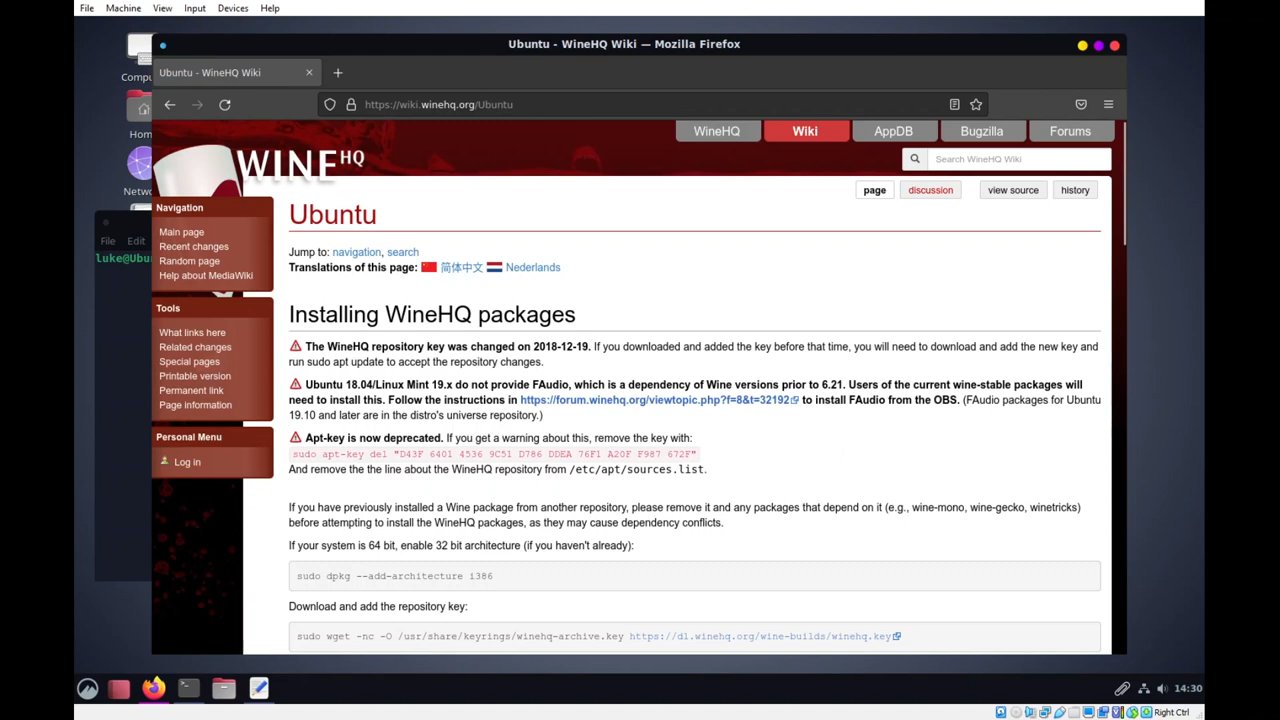 File Machine View Input Devices Help
Ubuntu - WineHQ Wiki — Mozilla Firefox
Ubuntu - WineHQ Wiki
https://wiki.winehq.org/Ubuntu
WineHQ Wiki AppDB Bugzilla Forums
WINE HQ
Search WineHQ Wiki
page discussion view source history
Navigation
Main page
Recent changes
Random page
Help about MediaWiki
Tools
What links here
Related changes
Special pages
Printable version
Permanent link
Page information
Personal Menu
Log in
Ubuntu
Jump to: navigation, search
Translations of this page: 简体中文 Nederlands
Installing WineHQ packages
The WineHQ repository key was changed on 2018-12-19. If you downloaded and added the key before that time, you will need to download and add the new key and
run sudo apt update to accept the repository changes.
Ubuntu 18.04/Linux Mint 19.x do not provide FAudio, which is a dependency of Wine versions prior to 6.21. Users of the current wine-stable packages will
need to install this. Follow the instructions in https://forum.winehq.org/viewtopic.php?f=8&t=32192 to install FAudio from the OBS. (FAudio packages for Ubuntu
19.10 and later are in the distro's universe repository.)
Apt-key is now deprecated. If you get a warning about this, remove the key with:
sudo apt-key del "D43F 6401 4536 9C51 D786 DDEA 76F1 A20F F987 672F"
And remove the the line about the WineHQ repository from /etc/apt/sources.list.
If you have previously installed a Wine package from another repository, please remove it and any packages that depend on it (e.g., wine-mono, wine-gecko, winetricks)
before attempting to install the WineHQ packages, as they may cause dependency conflicts.
If your system is 64 bit, enable 32 bit architecture (if you haven't already):
sudo dpkg --add-architecture i386
Download and add the repository key:
sudo wget -nc -O /usr/share/keyrings/winehq-archive.key https://dl.winehq.org/wine-builds/winehq.key
Compu
Hom
Netwo
File Edit
luke@Ubu
14:30
Right Ctrl